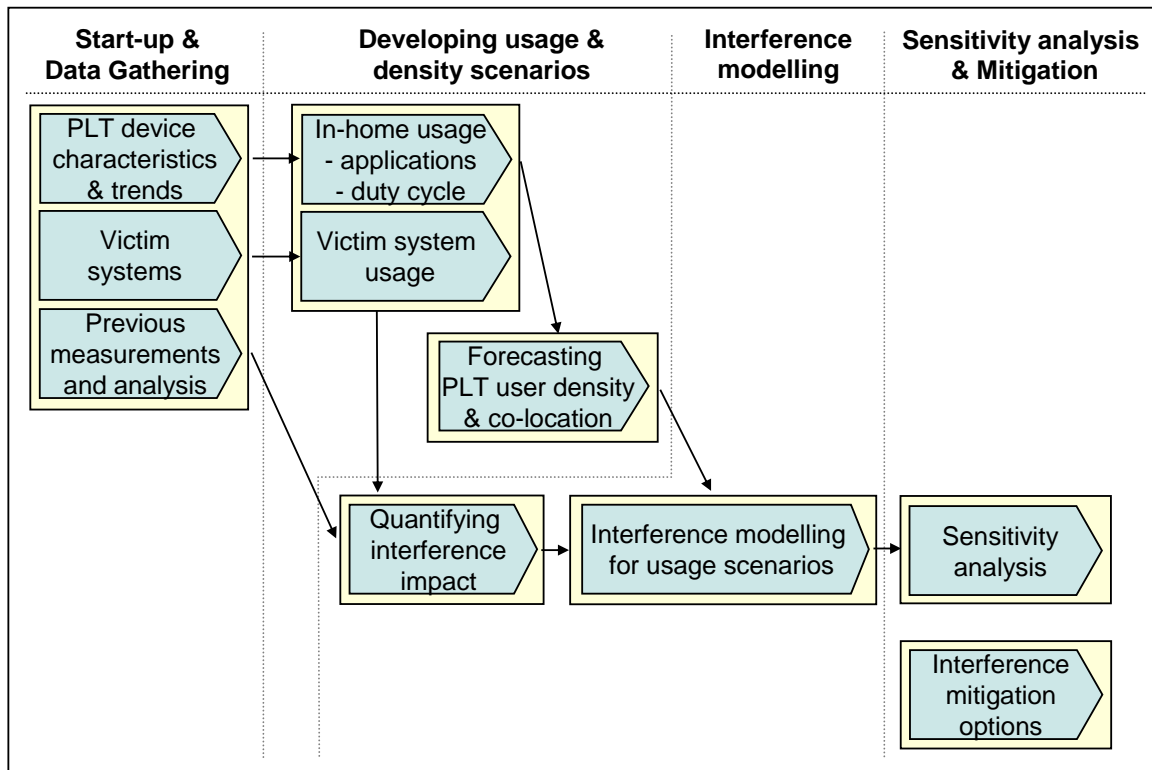 Start-up &
Data Gathering
Developing usage &
density scenarios
Interference
modelling
Sensitivity analysis
& Mitigation
PLT device
characteristics
& trends
Victim
systems
Previous
measurements
and analysis
In-home usage
- applications
- duty cycle
Victim system
usage
Forecasting
PLT user density
& co-location
Quantifying
interference
impact
Interference modelling
for usage scenarios
Sensitivity
analysis
Interference
mitigation
options